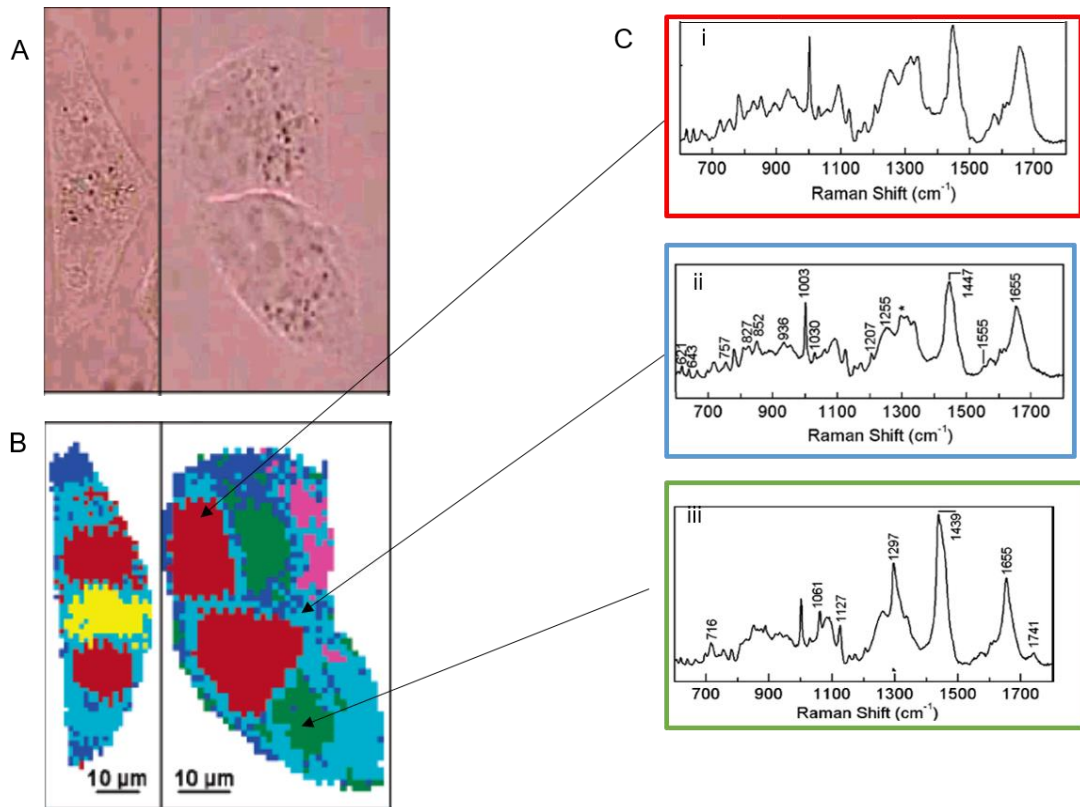 A
B
10 µm
10 µm
C
i
700 900 1100 1300 1500 1700
Raman Shift (cm⁻¹)
ii
621
643
757
827
852
936
1003
1030
1207
1255
*
1447
1555
1655
700 900 1100 1300 1500 1700
Raman Shift (cm⁻¹)
iii
716
1061
1127
1297
1439
1655
1741
700 900 1100 1300 1500 1700
Raman Shift (cm⁻¹)